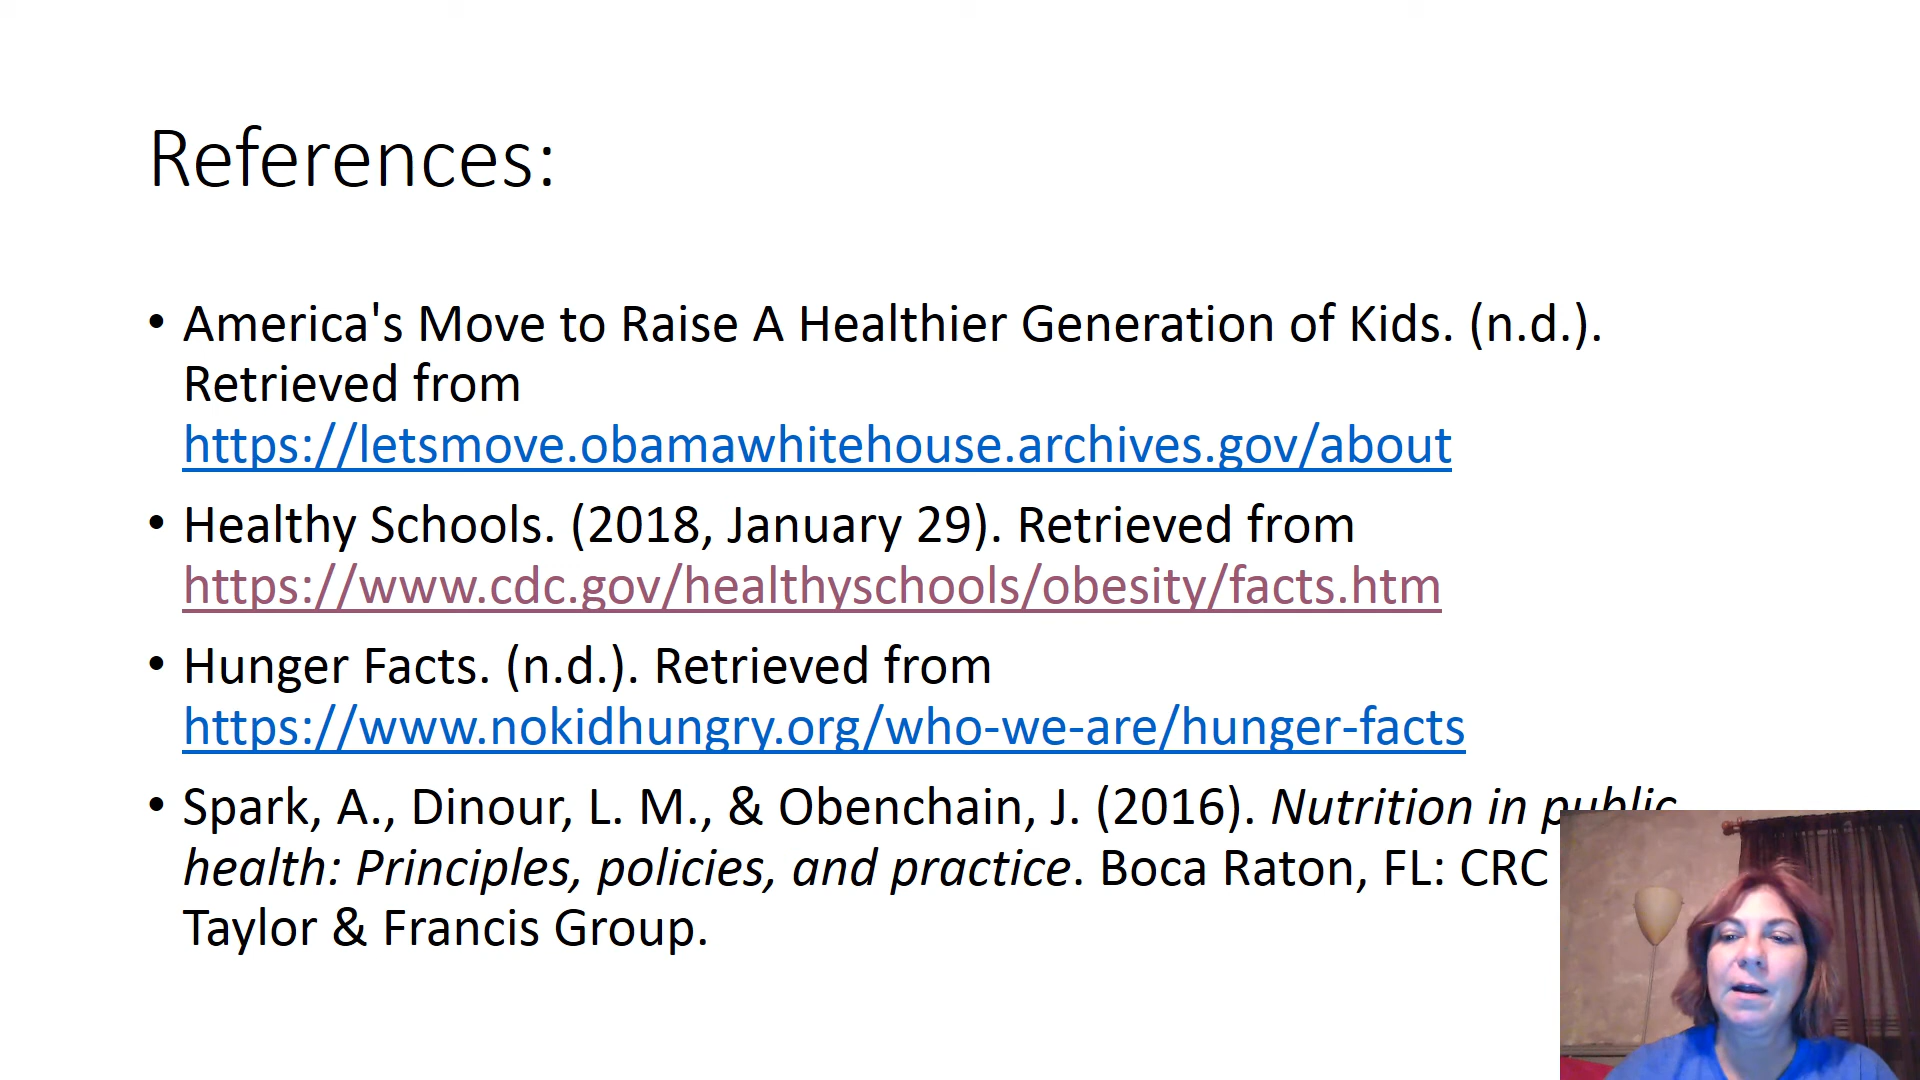 References:
• America's Move to Raise A Healthier Generation of Kids. (n.d.).
Retrieved from
https://letsmove.obamawhitehouse.archives.gov/about
• Healthy Schools. (2018, January 29). Retrieved from
https://www.cdc.gov/healthyschools/obesity/facts.htm
• Hunger Facts. (n.d.). Retrieved from
https://www.nokidhungry.org/who-we-are/hunger-facts
• Spark, A., Dinour, L. M., & Obenchain, J. (2016). Nutrition in public
health: Principles, policies, and practice. Boca Raton, FL: CRC
Taylor & Francis Group.